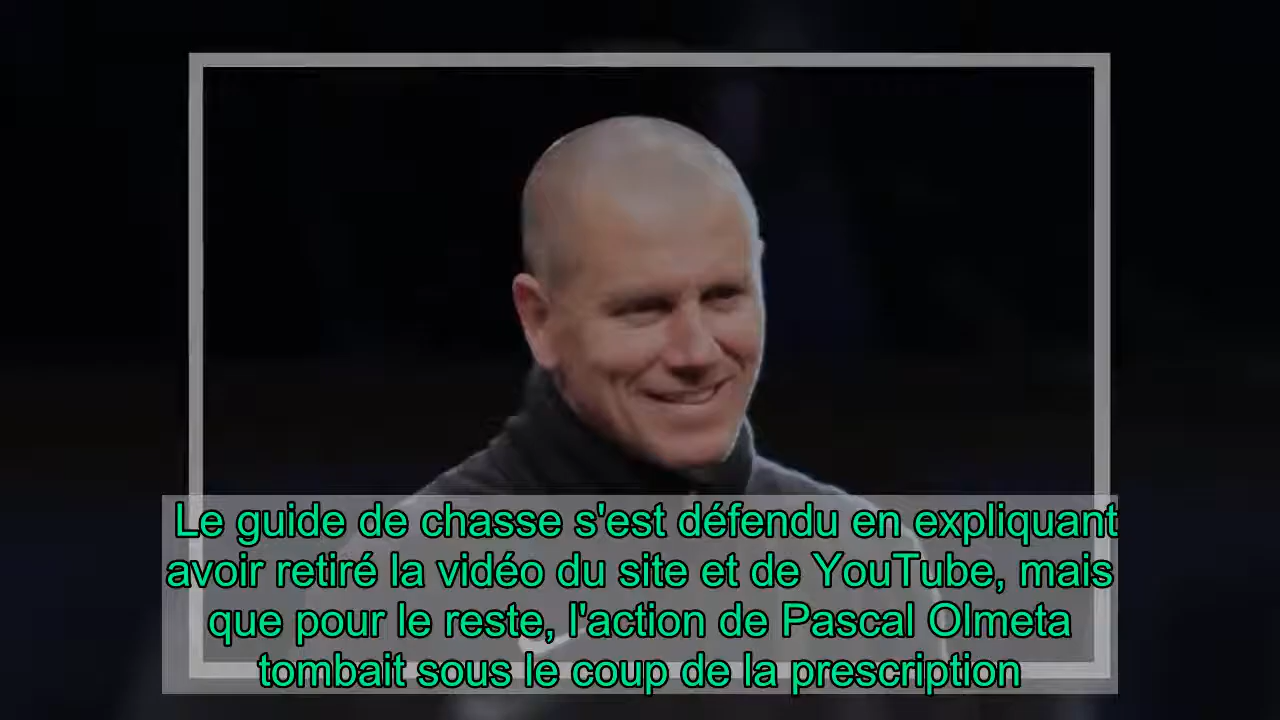 Le guide de chasse s'est défendu en expliquant
avoir retiré la vidéo du site et de YouTube, mais
que pour le reste, l'action de Pascal Olmeta
tombait sous le coup de la prescription